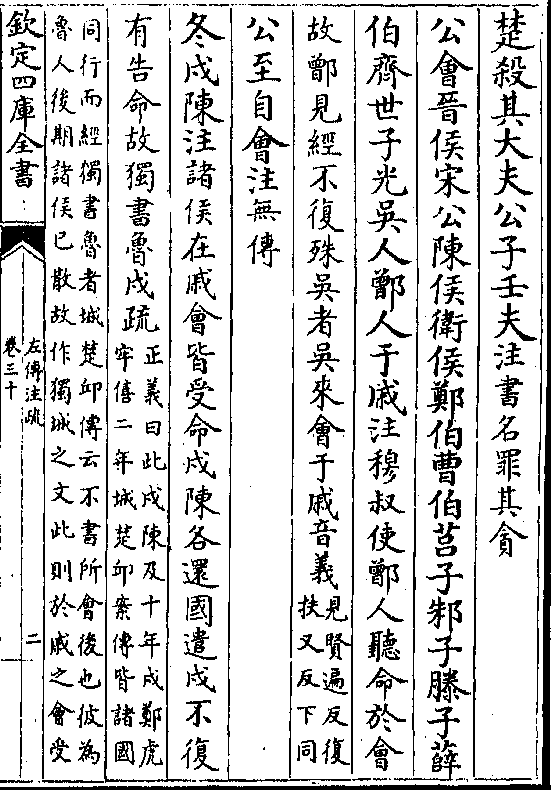 楚殺其大夫公子壬夫注書名罪其貪
公會晉侯宋公陳侯衛侯鄭伯曹伯莒子邾子滕子薛
伯齊世子光吳人鄫人于戚注穆叔使鄫人聽命於會
故鄫見經不復殊吳者吳來會于戚音義見賢遍反復
扶又反下同
公至自會注無傳
冬戍陳注諸侯在戚會皆受命戍陳各還國遣戍不復
有告命故獨書魯戍疏正義曰此戍陳及十年戍鄭虎
牢僖二年城楚邱案傳皆諸國
同行而經獨書魯者城楚邱傳云不書所會後也彼為
魯人後期諸侯已散故作獨城之文此則於戚之會受
欽定四庫全書
左傳注疏
卷三十
二